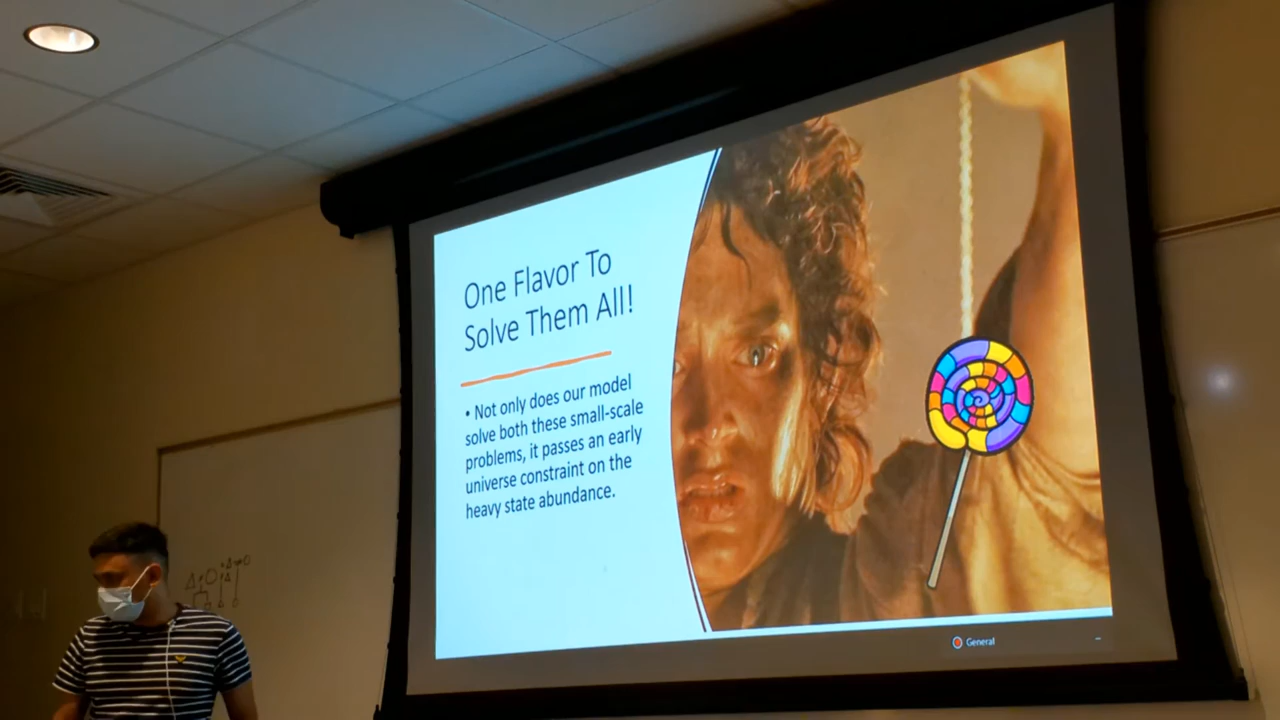 One Flavor To
Solve Them All!
• Not only does our model
solve both these small-scale
problems, it passes an early
universe constraint on the
heavy state abundance.
General